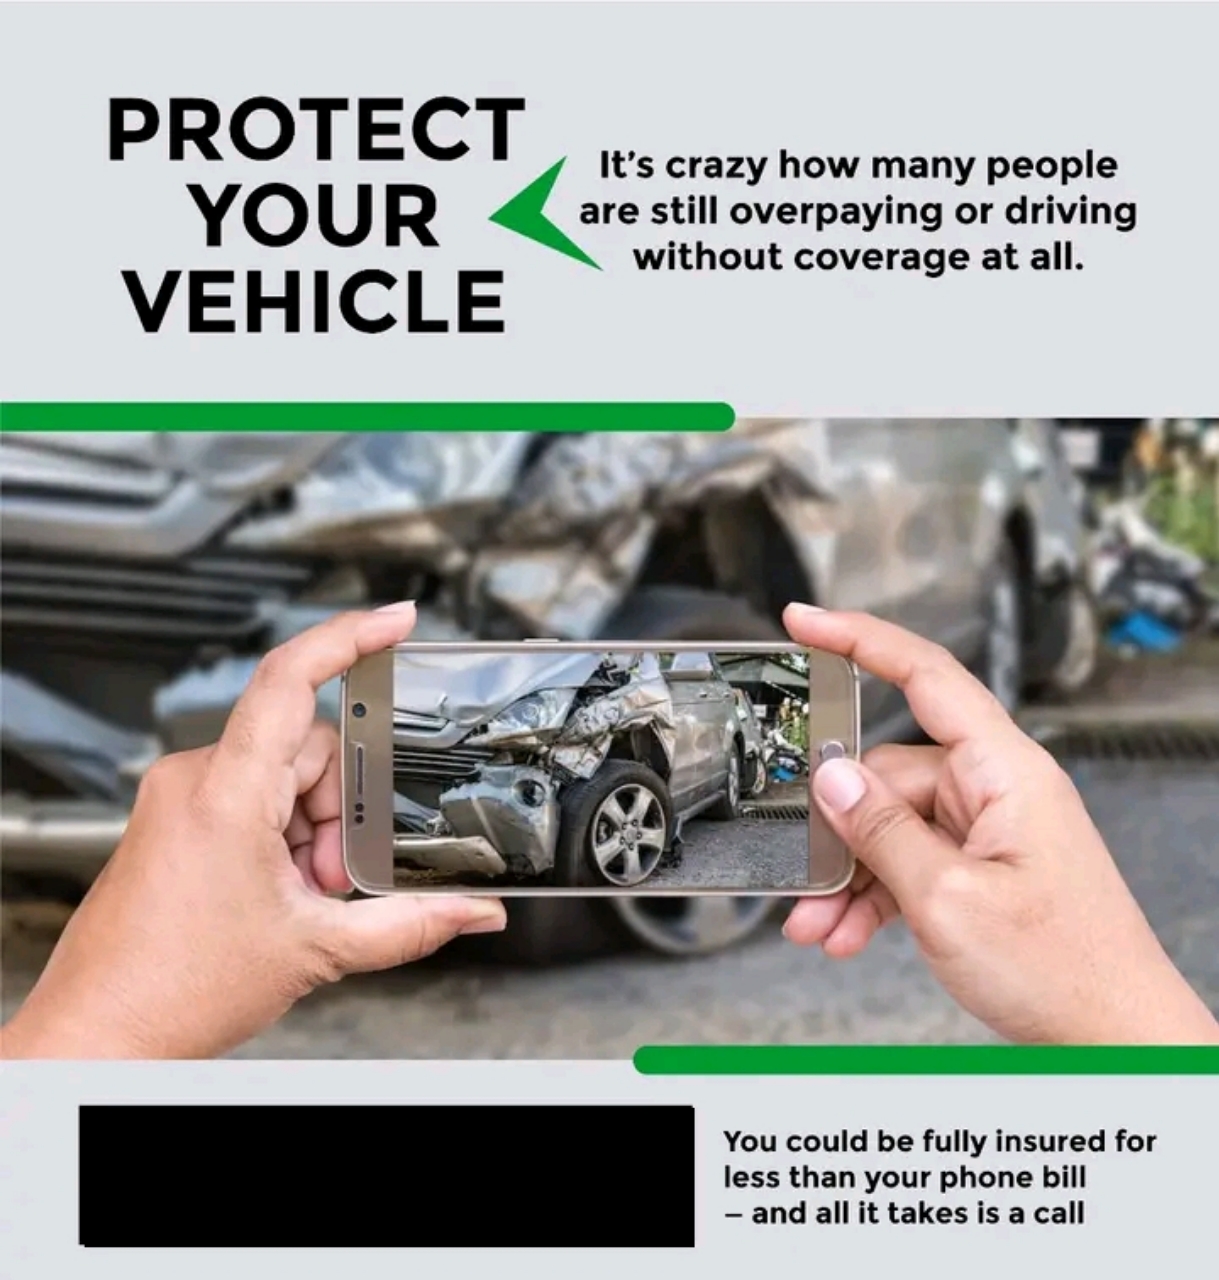 PROTECT
YOUR
VEHICLE
It's crazy how many people
are still overpaying or driving
without coverage at all.
You could be fully insured for
less than your phone bill
– and all it takes is a call